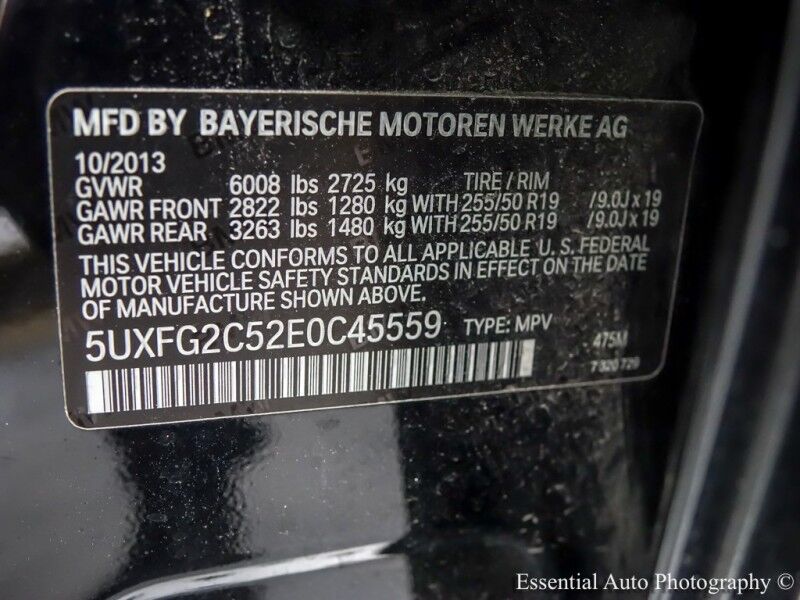 MFD BY BAYERISCHE MOTOREN WERKE AG
10/2013
GVWR 6008 lbs 2725 kg TIRE / RIM
GAWR FRONT 2822 lbs 1280 kg WITH 255/50 R19 /9.0J x 19
GAWR REAR 3263 lbs 1480 kg WITH 255/50 R19 /9.0J x 19
THIS VEHICLE CONFORMS TO ALL APPLICABLE U. S. FEDERAL
MOTOR VEHICLE SAFETY STANDARDS IN EFFECT ON THE DATE
OF MANUFACTURE SHOWN ABOVE.
5UXFG2C52E0C45559 TYPE: MPV 475M
7 320 729
Essential Auto Photography ©